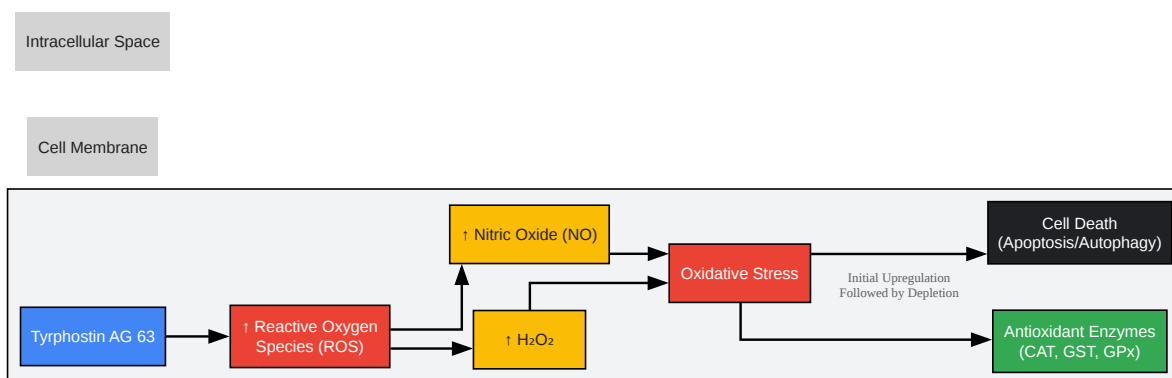 Intracellular Space
Cell Membrane
↑ Nitric Oxide (NO)
Cell Death
(Apoptosis/Autophagy)
Oxidative Stress
Initial Upregulation
Followed by Depletion
Tyrphostin AG 63
↑ Reactive Oxygen
Species (ROS)
↑ H₂O₂
Antioxidant Enzymes
(CAT, GST, GPx)